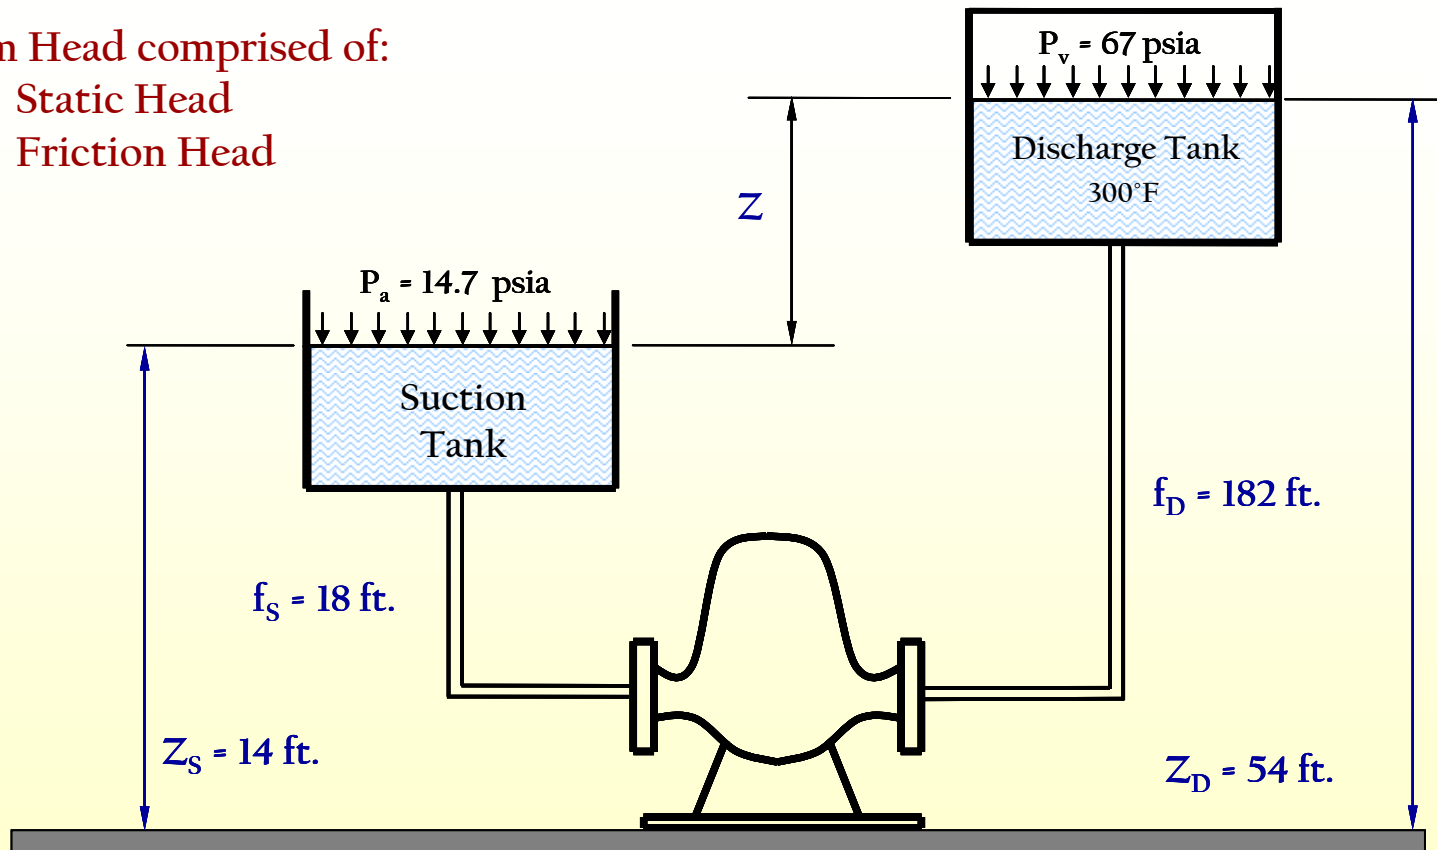 Head comprised of:
Static Head
Friction Head
Pv = 67 psia
Discharge Tank
300°F
Z
Pa = 14.7 psia
Suction
Tank
fD = 182 ft.
fS = 18 ft.
ZS = 14 ft.
ZD = 54 ft.